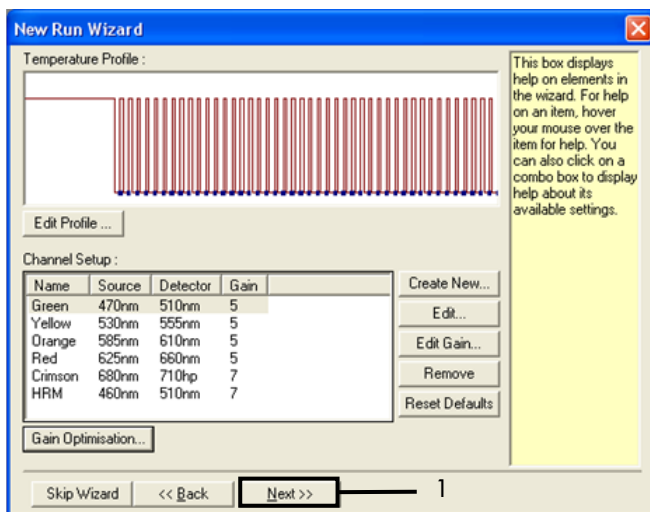 New Run Wizard
Temperature Profile :
This box displays
help on elements in
the wizard. For help
on an item, hover
your mouse over the
item for help. You
can also click on a
combo box to display
help about its
available settings.
Edit Profile ...
Channel Setup :
Name Source Detector Gain
Green 470nm 510nm 5
Yellow 530nm 555nm 5
Orange 585nm 610nm 5
Red 625nm 660nm 5
Crimson 680nm 710hp 7
HRM 460nm 510nm 7
Create New...
Edit...
Edit Gain...
Remove
Reset Defaults
Gain Optimisation...
Skip Wizard << Back Next >> 1